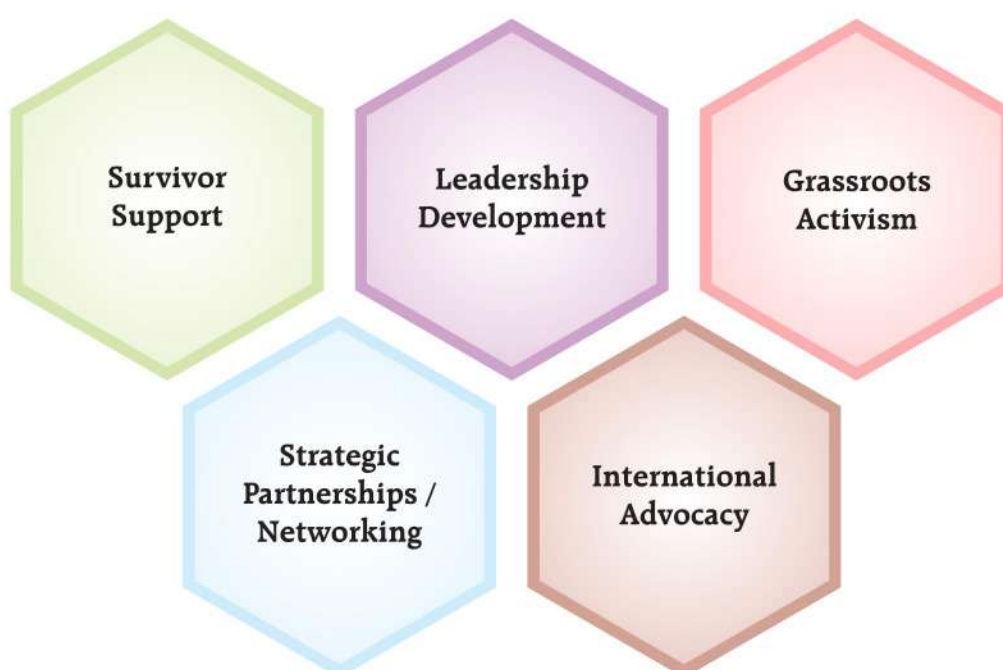 Survivor
Support
Leadership
Development
Grassroots
Activism
Strategic
Partnerships /
Networking
International
Advocacy